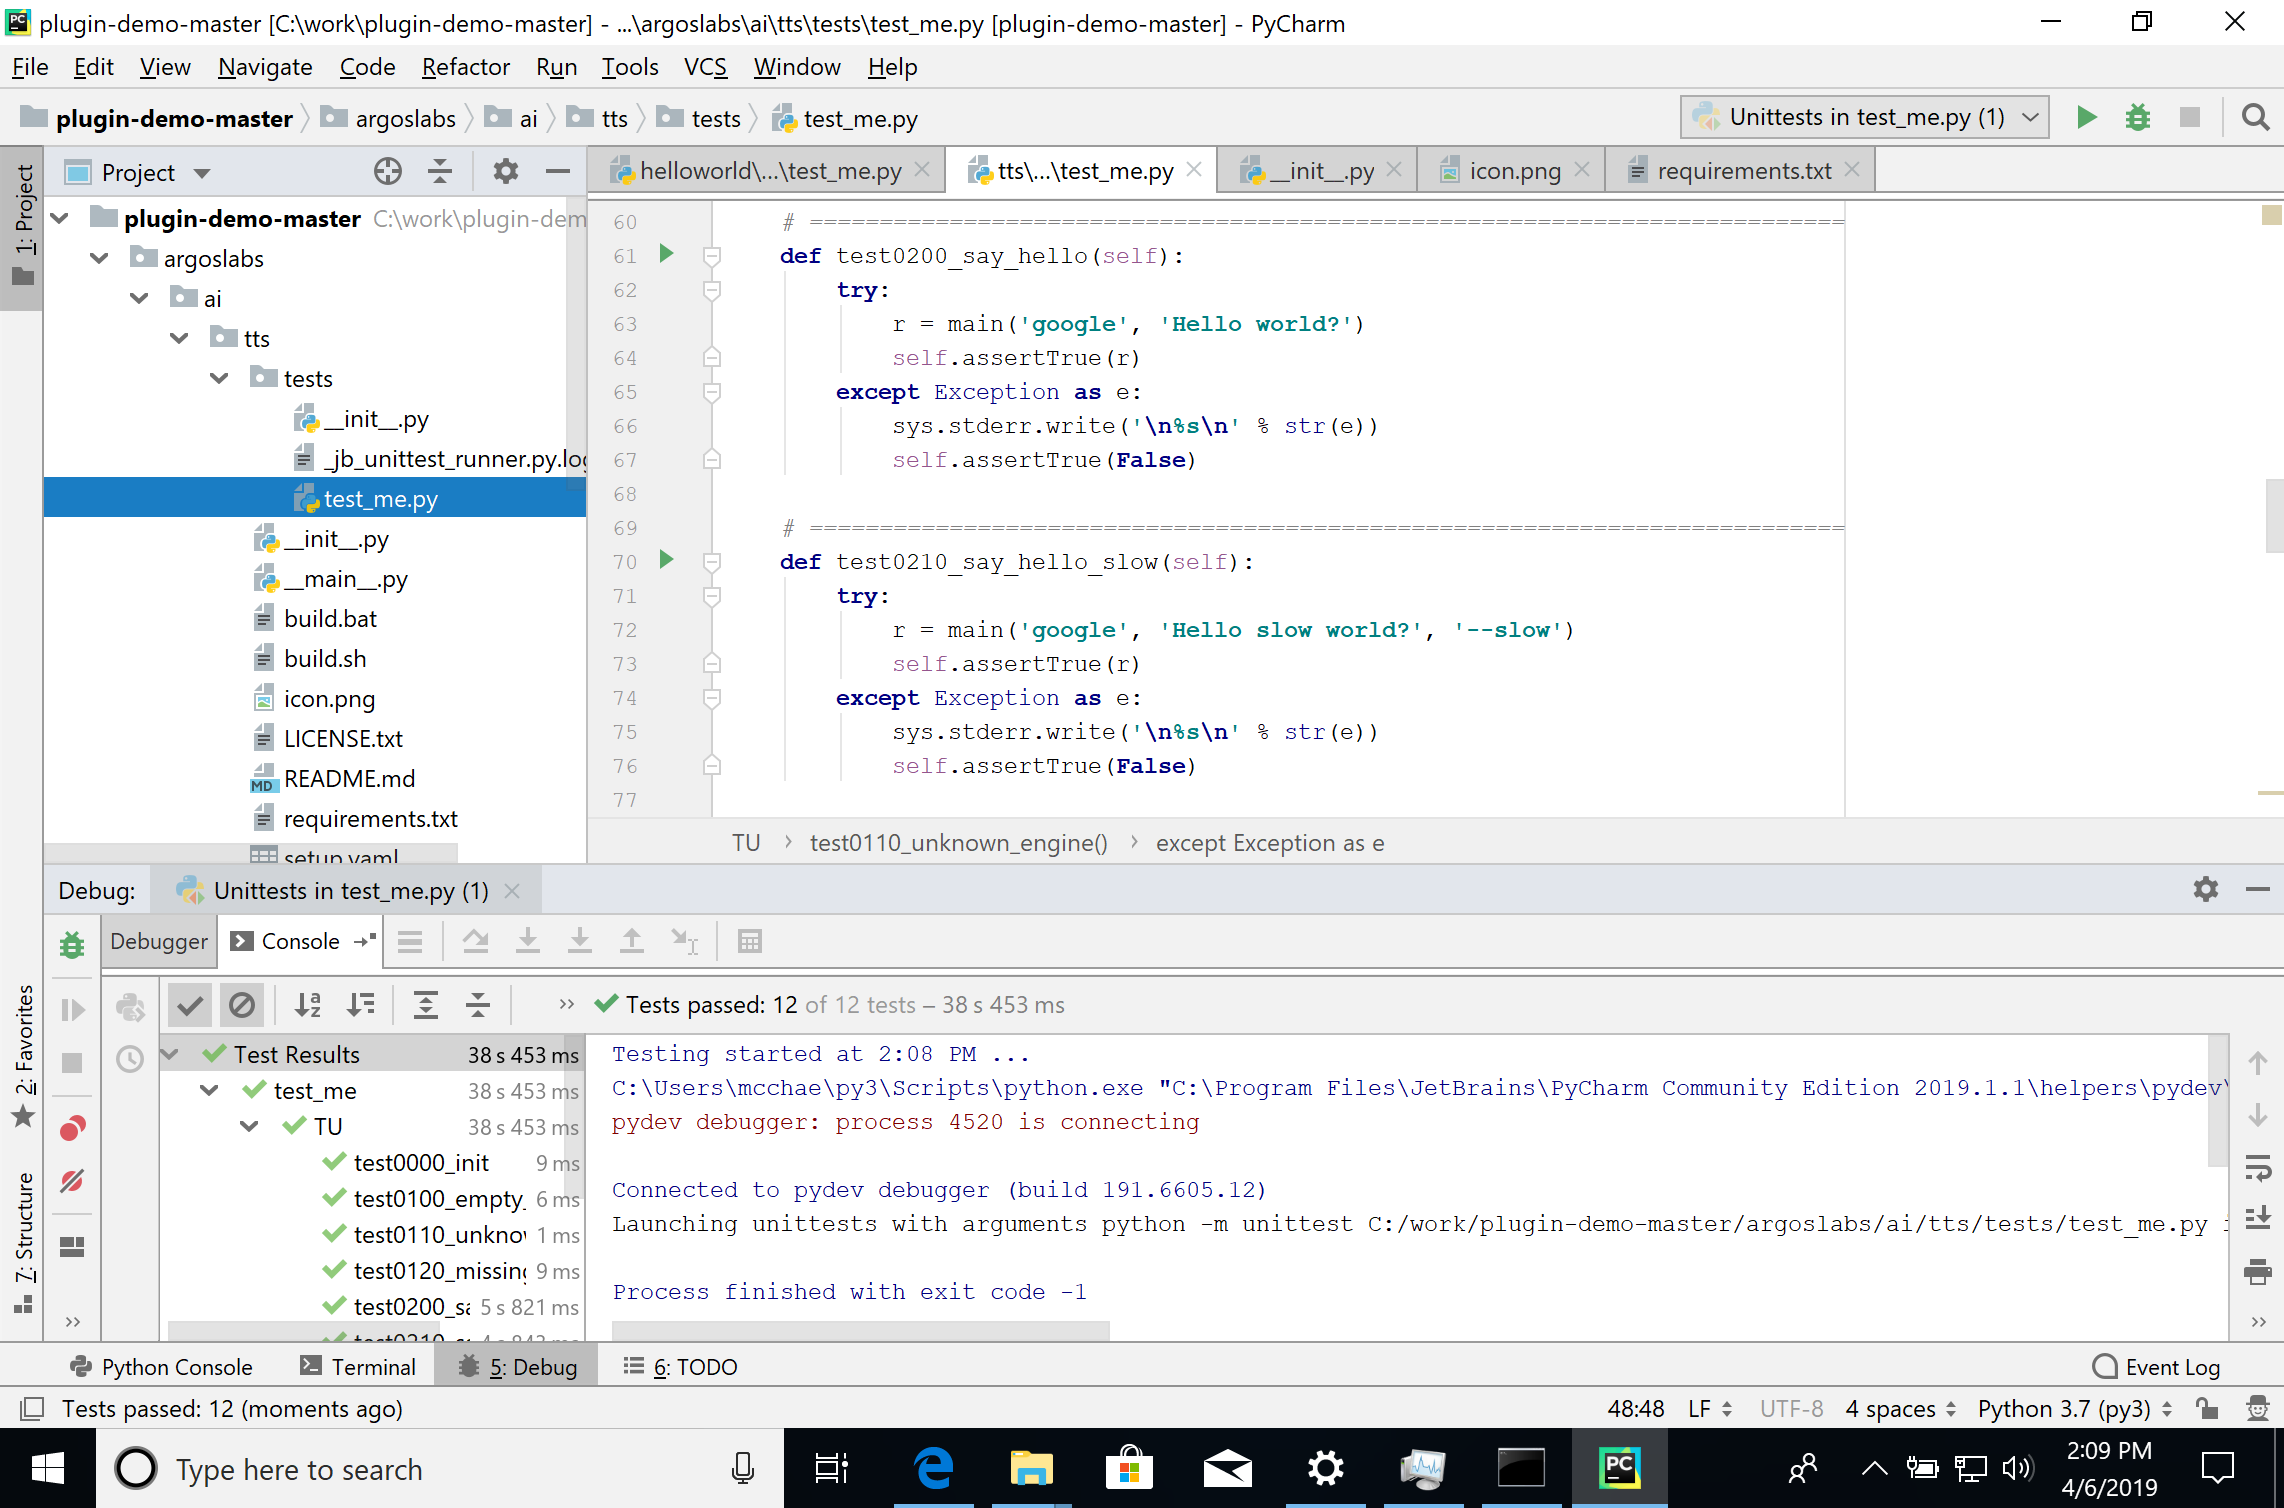 plugin-demo-master [C:\work\plugin-demo-master] - ...\argoslabs\ai\tts\tests\test_me.py [plugin-demo-master] - PyCharm
File Edit View Navigate Code Refactor Run Tools VCS Window Help
plugin-demo-master argoslabs ai tts tests test_me.py
Unittests in test_me.py (1)
1: Project
Project
helloworld\...\test_me.py
tts\...\test_me.py
__init__.py
icon.png
requirements.txt
plugin-demo-master C:\work\plugin-dem
argoslabs
ai
tts
tests
__init__.py
_jb_unittest_runner.py.log
test_me.py
__init__.py
__main__.py
build.bat
build.sh
icon.png
LICENSE.txt
MD README.md
requirements.txt
setup.yaml
60 # ==========================================================================
61 def test0200_say_hello(self):
62 try:
63 r = main('google', 'Hello world?')
64 self.assertTrue(r)
65 except Exception as e:
66 sys.stderr.write('\n%s\n' % str(e))
67 self.assertTrue(False)
68
69 # ==========================================================================
70 def test0210_say_hello_slow(self):
71 try:
72 r = main('google', 'Hello slow world?', '--slow')
73 self.assertTrue(r)
74 except Exception as e:
75 sys.stderr.write('\n%s\n' % str(e))
76 self.assertTrue(False)
77
TU › test0110_unknown_engine() › except Exception as e
Debug: Unittests in test_me.py (1)
Debugger Console
2: Favorites
7: Structure
» Tests passed: 12 of 12 tests – 38 s 453 ms
Test Results 38 s 453 ms
test_me 38 s 453 ms
TU 38 s 453 ms
test0000_init 9 ms
test0100_empty_ 6 ms
test0110_unknow 1 ms
test0120_missing 9 ms
test0200_sa 5 s 821 ms
test0210_s 4 s 843 ms
Testing started at 2:08 PM ...
C:\Users\mcchae\py3\Scripts\python.exe "C:\Program Files\JetBrains\PyCharm Community Edition 2019.1.1\helpers\pydev\
pydev debugger: process 4520 is connecting
Connected to pydev debugger (build 191.6605.12)
Launching unittests with arguments python -m unittest C:/work/plugin-demo-master/argoslabs/ai/tts/tests/test_me.py i
Process finished with exit code -1
Python Console Terminal 5: Debug 6: TODO Event Log
Tests passed: 12 (moments ago) 48:48 LF UTF-8 4 spaces Python 3.7 (py3)
Type here to search
PC
2:09 PM
4/6/2019